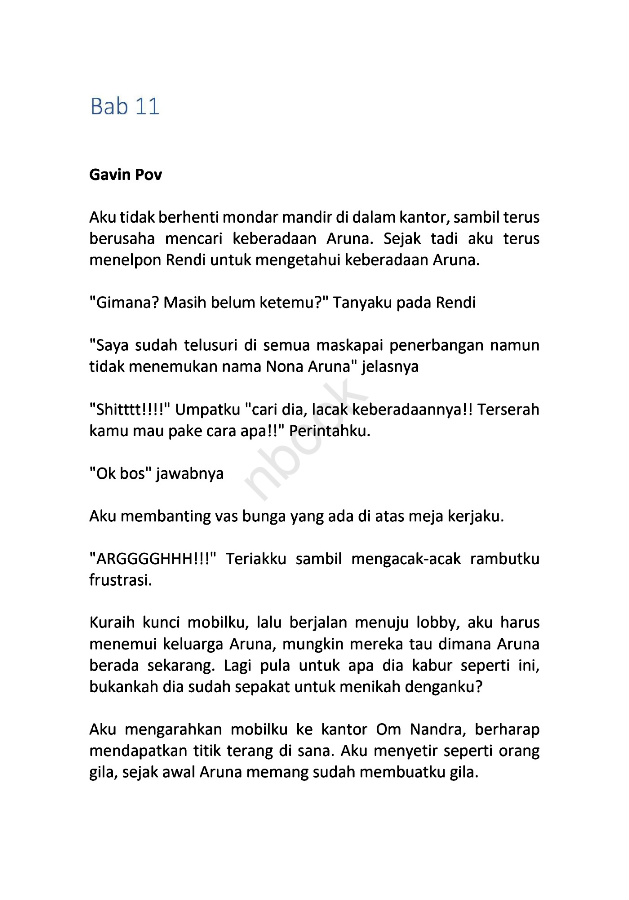 Bab 11
Gavin Pov
Aku tidak berhenti mondar mandir di dalam kantor, sambil terus
berusaha mencari keberadaan Aruna. Sejak tadi aku terus
menelpon Rendi untuk mengetahui keberadaan Aruna.
"Gimana? Masih belum ketemu?" Tanyaku pada Rendi
"Saya sudah telusuri di semua maskapai penerbangan namun
tidak menemukan nama Nona Aruna" jelasnya
"Shitttt!!!!" Umpatku "cari dia, lacak keberadaannya!! Terserah
kamu mau pake cara apa!!" Perintahku.
"Ok bos" jawabnya
Aku membanting vas bunga yang ada di atas meja kerjaku.
"ARGGGGHHH!!!" Teriakku sambil mengacak-acak rambutku
frustrasi.
Kuraih kunci mobilku, lalu berjalan menuju lobby, aku harus
menemui keluarga Aruna, mungkin mereka tau dimana Aruna
berada sekarang. Lagi pula untuk apa dia kabur seperti ini,
bukankah dia sudah sepakat untuk menikah denganku?
Aku mengarahkan mobilku ke kantor Om Nandra, berharap
mendapatkan titik terang di sana. Aku menyetir seperti orang
gila, sejak awal Aruna memang sudah membuatku gila.
nbook